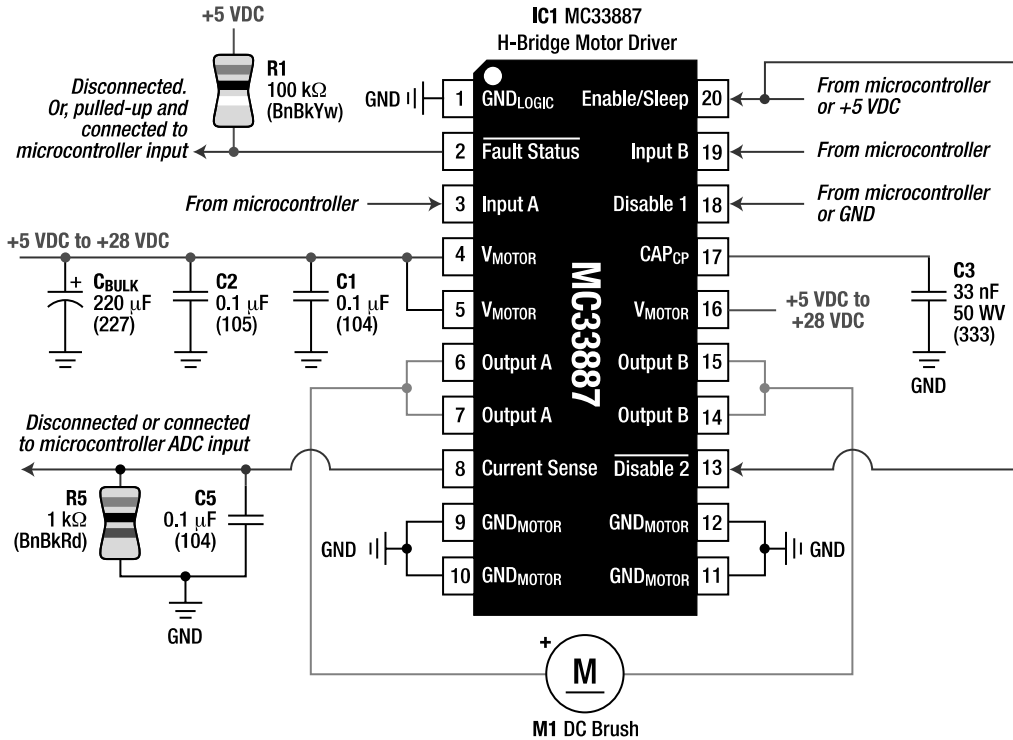 IC1 MC33887
H-Bridge Motor Driver
+5 VDC
R1
100 kΩ
(BnBkYw)
Disconnected.
Or, pulled-up and
connected to
microcontroller input
From microcontroller
+5 VDC to +28 VDC
+ CBULK
220 μF
(227)
C2
0.1 μF
(105)
C1
0.1 μF
(104)
Disconnected or connected
to microcontroller ADC input
R5
1 kΩ
(BnBkRd)
C5
0.1 μF
(104)
GND
GND
GND
1 GNDLOGIC
2 Fault Status
3 Input A
4 VMOTOR
5 VMOTOR
6 Output A
7 Output A
8 Current Sense
9 GNDMOTOR
10 GNDMOTOR
MC33887
Enable/Sleep 20
Input B 19
Disable 1 18
CAPCP 17
VMOTOR 16
Output B 15
Output B 14
Disable 2 13
GNDMOTOR 12
GNDMOTOR 11
From microcontroller
or +5 VDC
From microcontroller
From microcontroller
or GND
+5 VDC to
+28 VDC
C3
33 nF
50 WV
(333)
GND
GND
+
M
M1 DC Brush